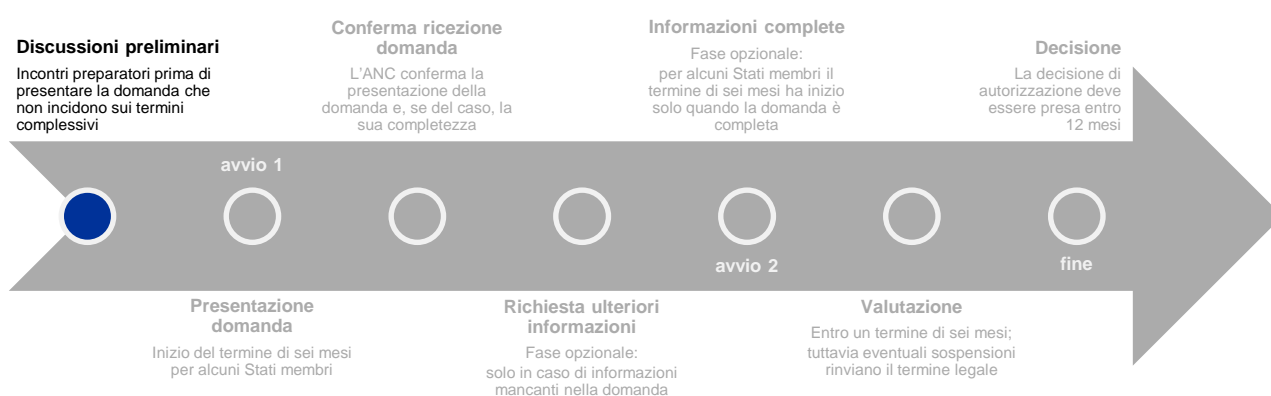 Discussioni preliminari
Incontri preparatori prima di
presentare la domanda che
non incidono sui termini
complessivi
Conferma ricezione
domanda
L'ANC conferma la
presentazione della
domanda e, se del caso, la
sua completezza
Informazioni complete
Fase opzionale:
per alcuni Stati membri il
termine di sei mesi ha inizio
solo quando la domanda è
completa
Decisione
La decisione di
autorizzazione deve
essere presa entro
12 mesi
avvio 1
avvio 2
fine
Presentazione
domanda
Inizio del termine di sei mesi
per alcuni Stati membri
Richiesta ulteriori
informazioni
Fase opzionale:
solo in caso di informazioni
mancanti nella domanda
Valutazione
Entro un termine di sei mesi;
tuttavia eventuali sospensioni
rinviano il termine legale